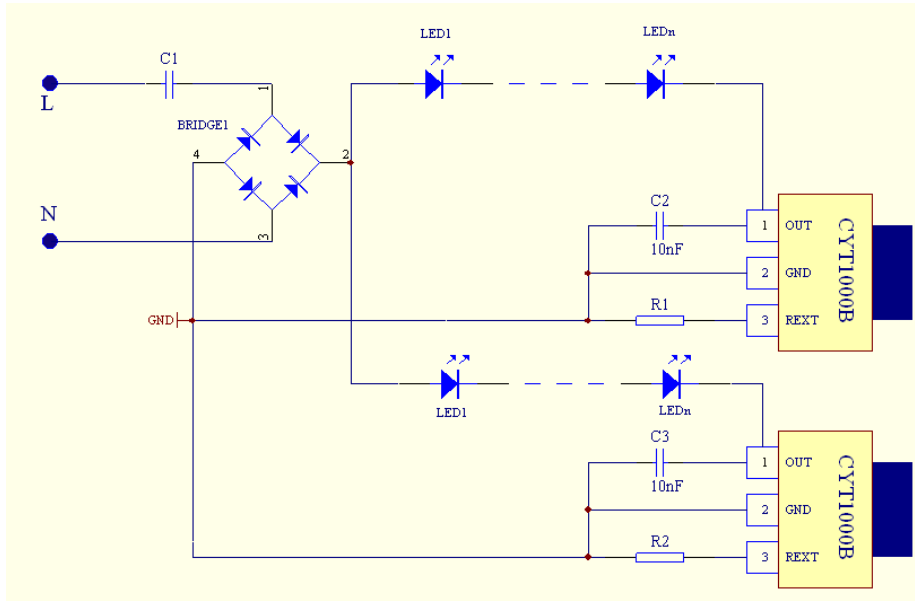 LED1
LEDn
C1
L
1
BRIDGE1
4
2
N
3
C2
10nF
1 OUT
2 GND
3 REXT
CYT1000B
GND
R1
LED1
LEDn
C3
10nF
1 OUT
2 GND
3 REXT
CYT1000B
R2